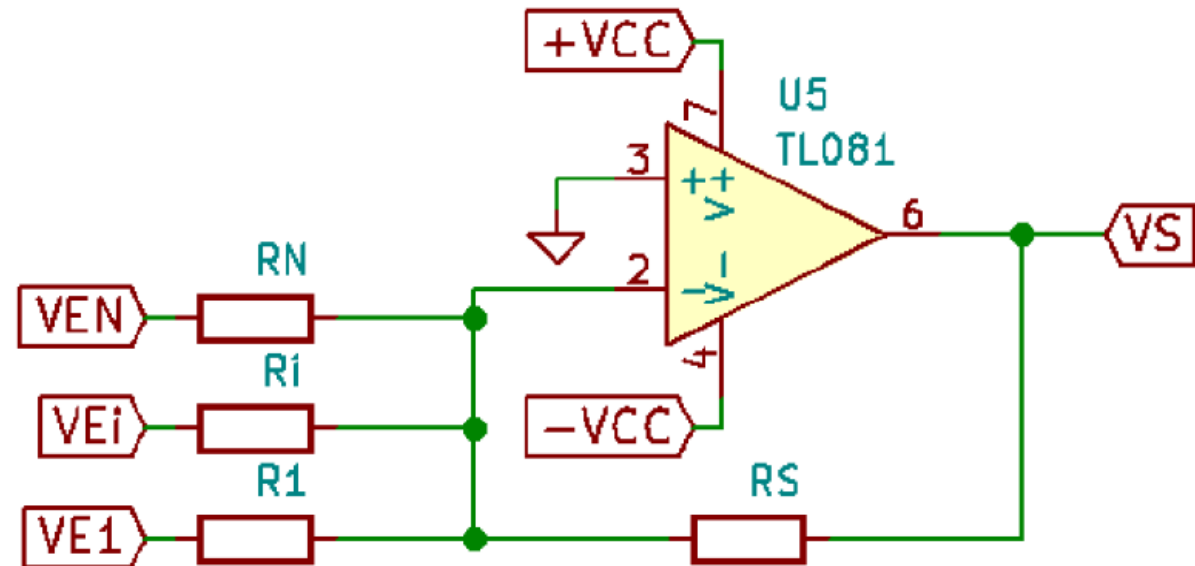 +VCC
7
U5
TL081
3
+
V+
6
VS
RN
2
-
V-
VEN
4
Ri
VEi
-VCC
R1
RS
VE1